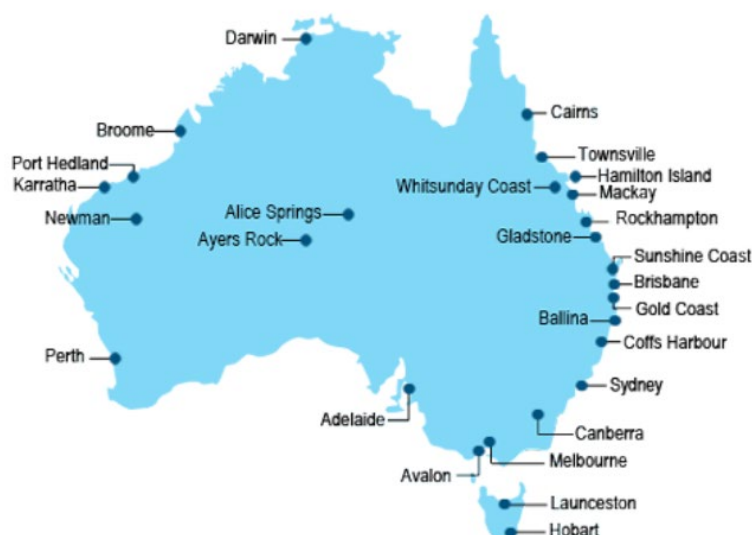 Darwin
Cairns
Broome
Townsville
Port Hedland
Hamilton Island
Karratha
Whitsunday Coast
Mackay
Newman
Alice Springs
Rockhampton
Ayers Rock
Gladstone
Sunshine Coast
Brisbane
Gold Coast
Ballina
Coffs Harbour
Perth
Sydney
Adelaide
Canberra
Melbourne
Avalon
Launceston
Hobart